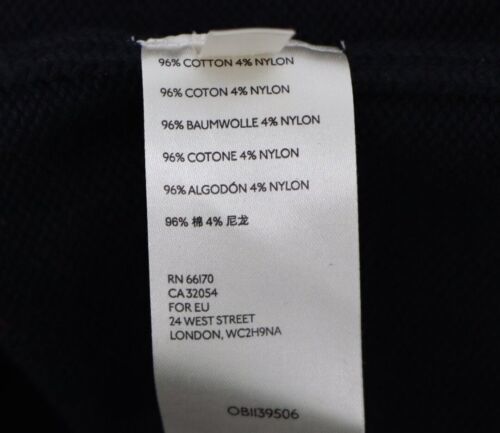 96% COTTON 4% NYLON
96% COTON 4% NYLON
96% BAUMWOLLE 4% NYLON
96% COTONE 4% NYLON
96% ALGODÓN 4% NYLON
96% 棉 4% 尼龙
RN 66170
CA 32054
FOR EU
24 WEST STREET
LONDON, WC2H9NA
OB1139506